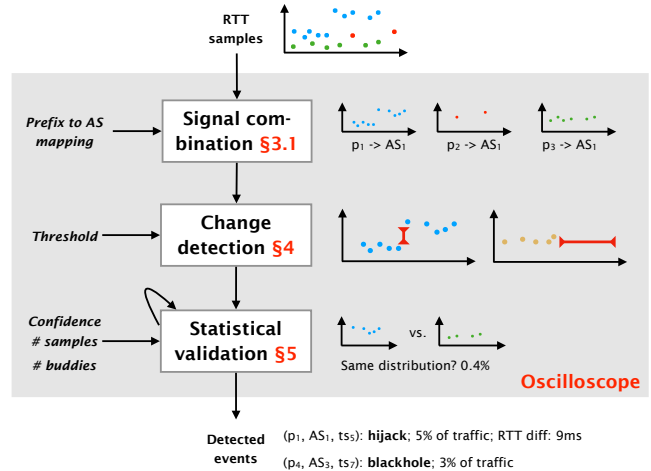 RTT
samples
Prefix to AS
mapping
Signal com-
bination §3.1
p1 -> AS1
p2 -> AS1
p3 -> AS1
Threshold
Change
detection §4
Confidence
# samples
# buddies
Statistical
validation §5
vs.
Same distribution? 0.4%
Oscilloscope
Detected
events
(p1, AS1, ts5): hijack; 5% of traffic; RTT diff: 9ms
(p4, AS3, ts7): blackhole; 3% of traffic